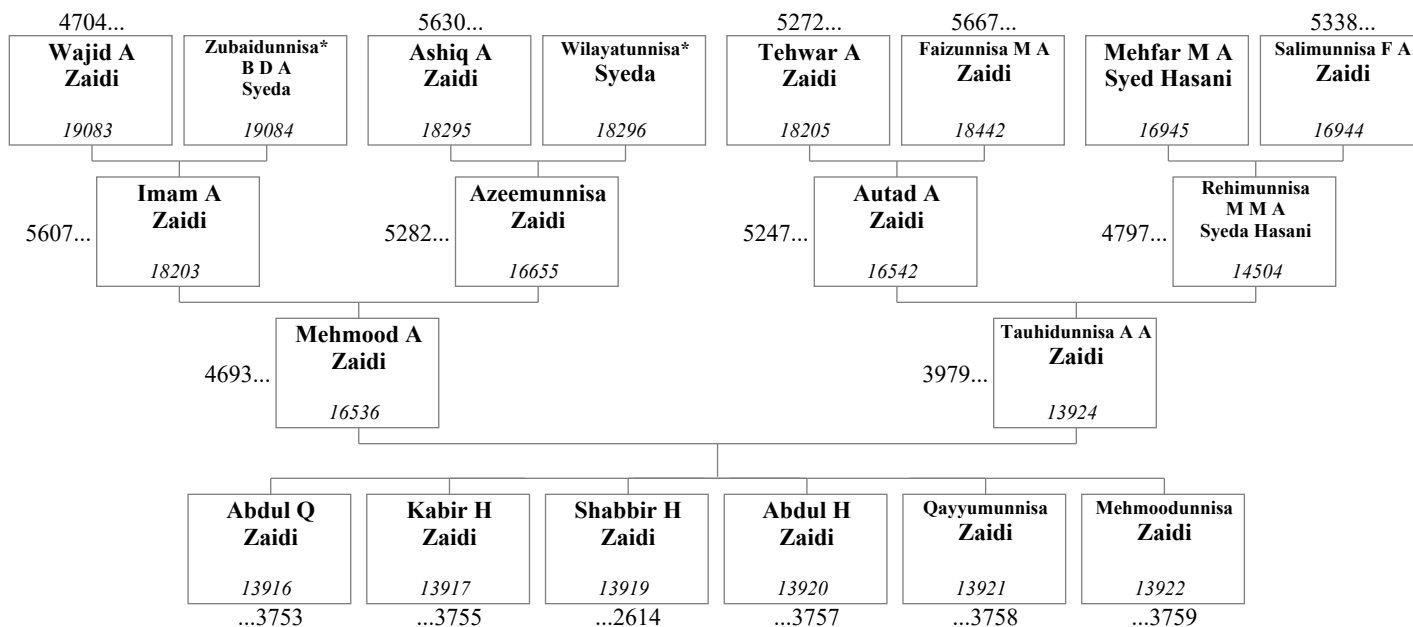 4704...
5630...
5272...
5667...
5338...
Wajid A
Zaidi
19083
Zubaidunnisa*
B D A
Syeda
19084
Ashiq A
Zaidi
18295
Wilayatunnisa*
Syeda
18296
Tehwar A
Zaidi
18205
Faizunnisa M A
Zaidi
18442
Mehfar M A
Syed Hasani
16945
Salimunnisa F A
Zaidi
16944
5607...
Imam A
Zaidi
18203
5282...
Azeemunnisa
Zaidi
16655
5247...
Autad A
Zaidi
16542
4797...
Rehimunnisa
M M A
Syeda Hasani
14504
4693...
Mehmood A
Zaidi
16536
3979...
Tauhidunnisa A A
Zaidi
13924
Abdul Q
Zaidi
13916
...3753
Kabir H
Zaidi
13917
...3755
Shabbir H
Zaidi
13919
...2614
Abdul H
Zaidi
13920
...3757
Qayyumunnisa
Zaidi
13921
...3758
Mehmoodunnisa
Zaidi
13922
...3759